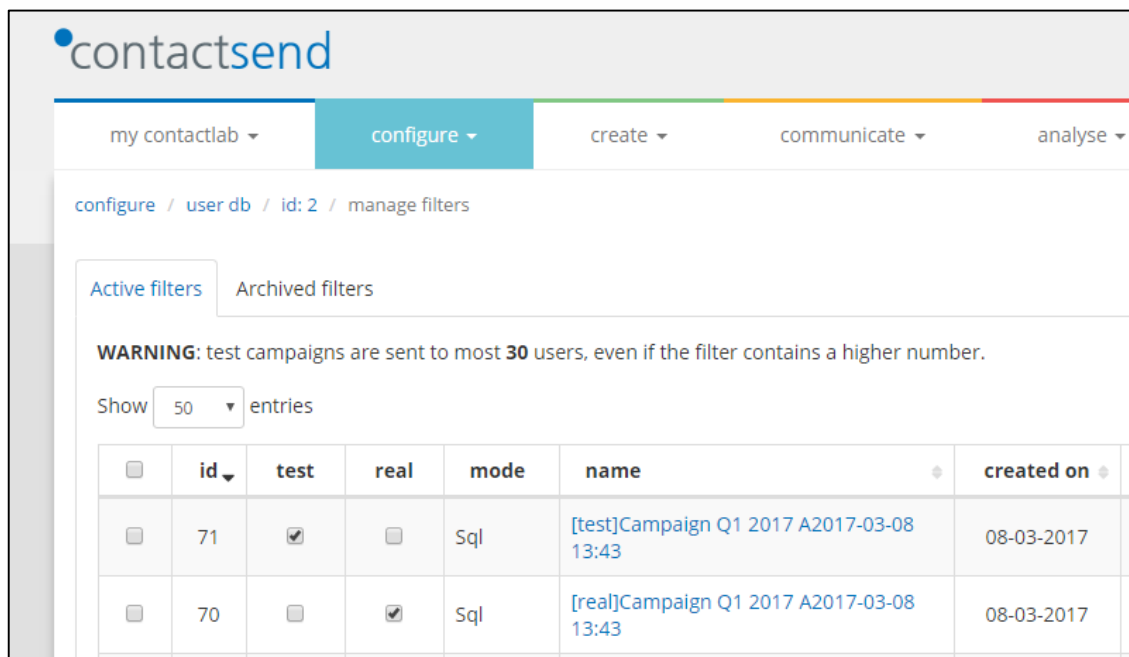 contactsend
my contactlab configure create communicate analyse
configure / user db / id: 2 / manage filters
Active filters Archived filters
WARNING: test campaigns are sent to most 30 users, even if the filter contains a higher number.
Show 50 entries
id test real mode name created on
71 Sql [test]Campaign Q1 2017 A2017-03-08 08-03-2017
13:43
70 Sql [real]Campaign Q1 2017 A2017-03-08 08-03-2017
13:43